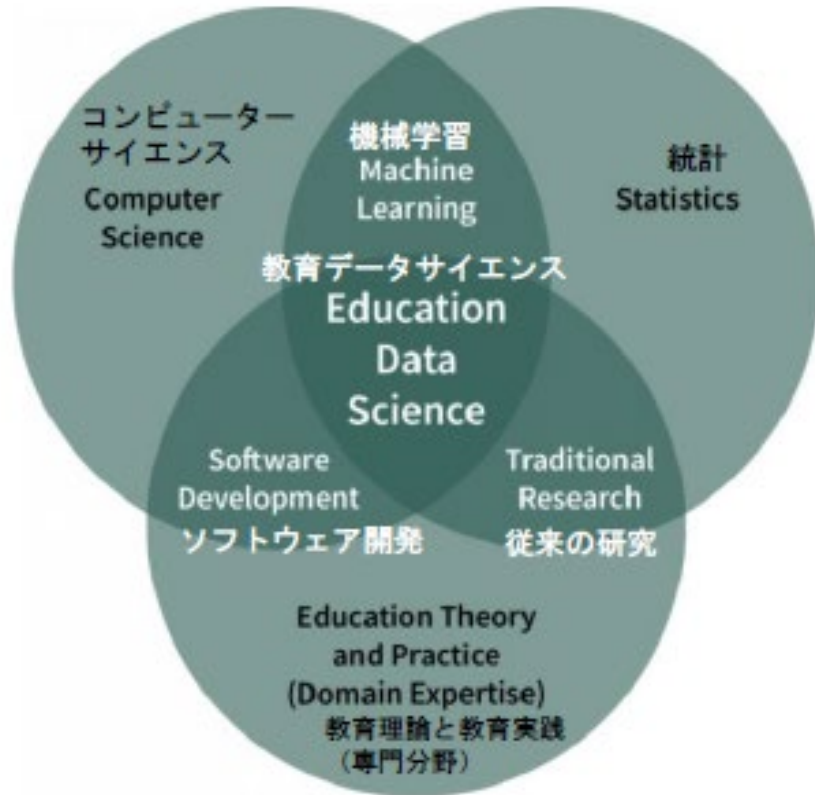 コンピューター
サイエンス
Computer
Science
機械学習
Machine
Learning
統計
Statistics
教育データサイエンス
Education
Data
Science
Software
Development
ソフトウェア開発
Traditional
Research
従来の研究
Education Theory
and Practice
(Domain Expertise)
教育理論と教育実践
（専門分野）